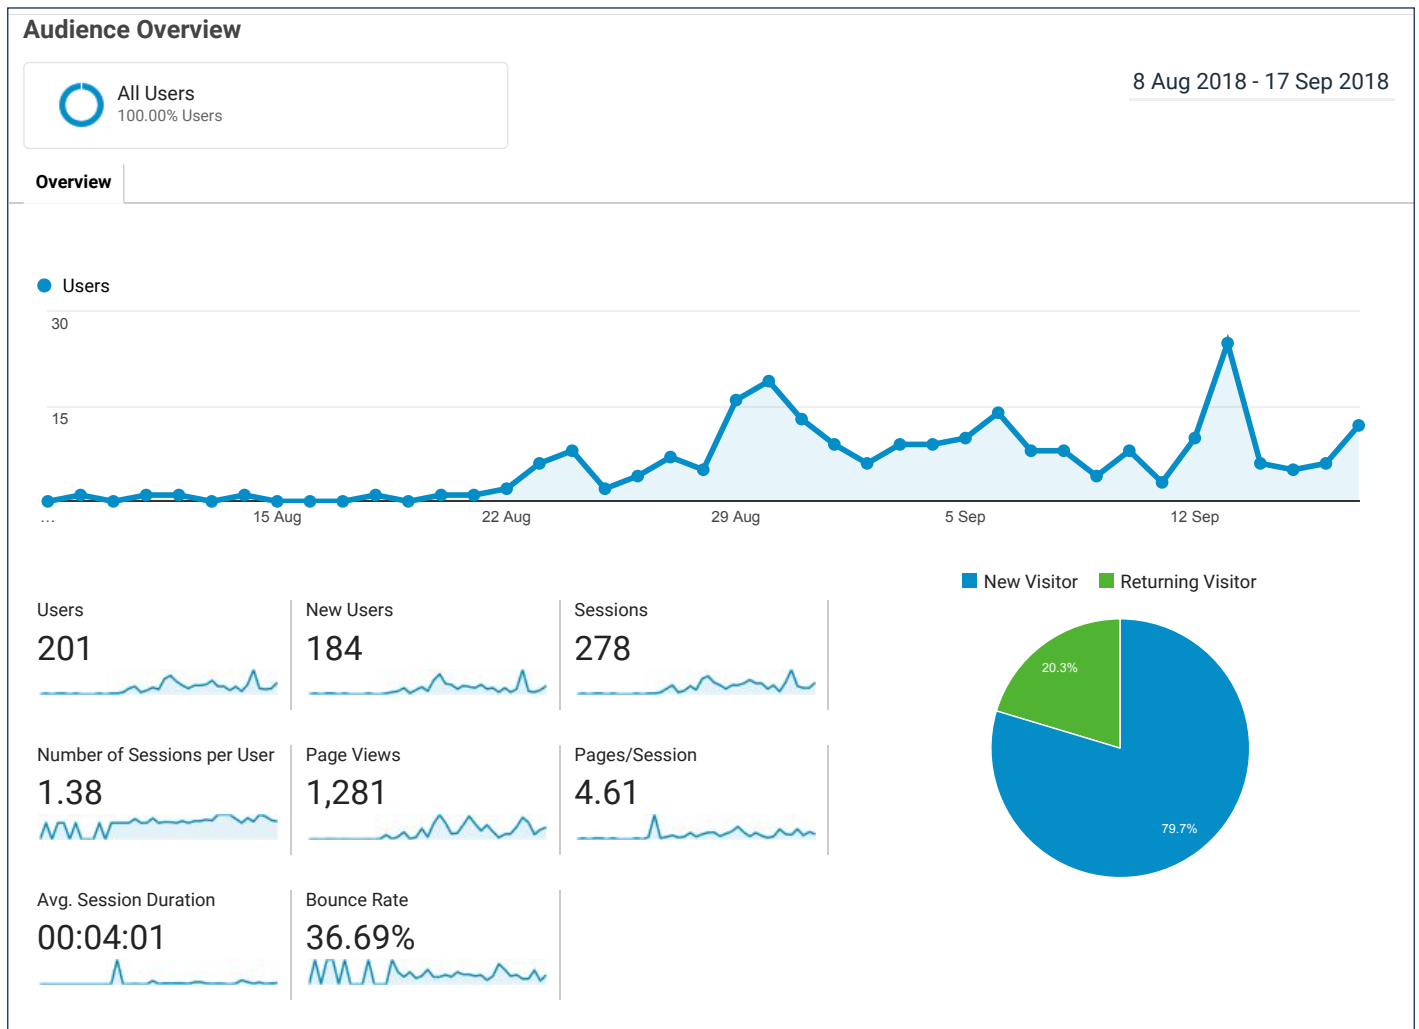 Audience Overview
All Users
100.00% Users
8 Aug 2018 - 17 Sep 2018
Overview
Users
30
15
…
15 Aug
22 Aug
29 Aug
5 Sep
12 Sep
New Visitor
Returning Visitor
Users
201
New Users
184
Sessions
278
Number of Sessions per User
1.38
Page Views
1,281
Pages/Session
4.61
Avg. Session Duration
00:04:01
Bounce Rate
36.69%
20.3%
79.7%